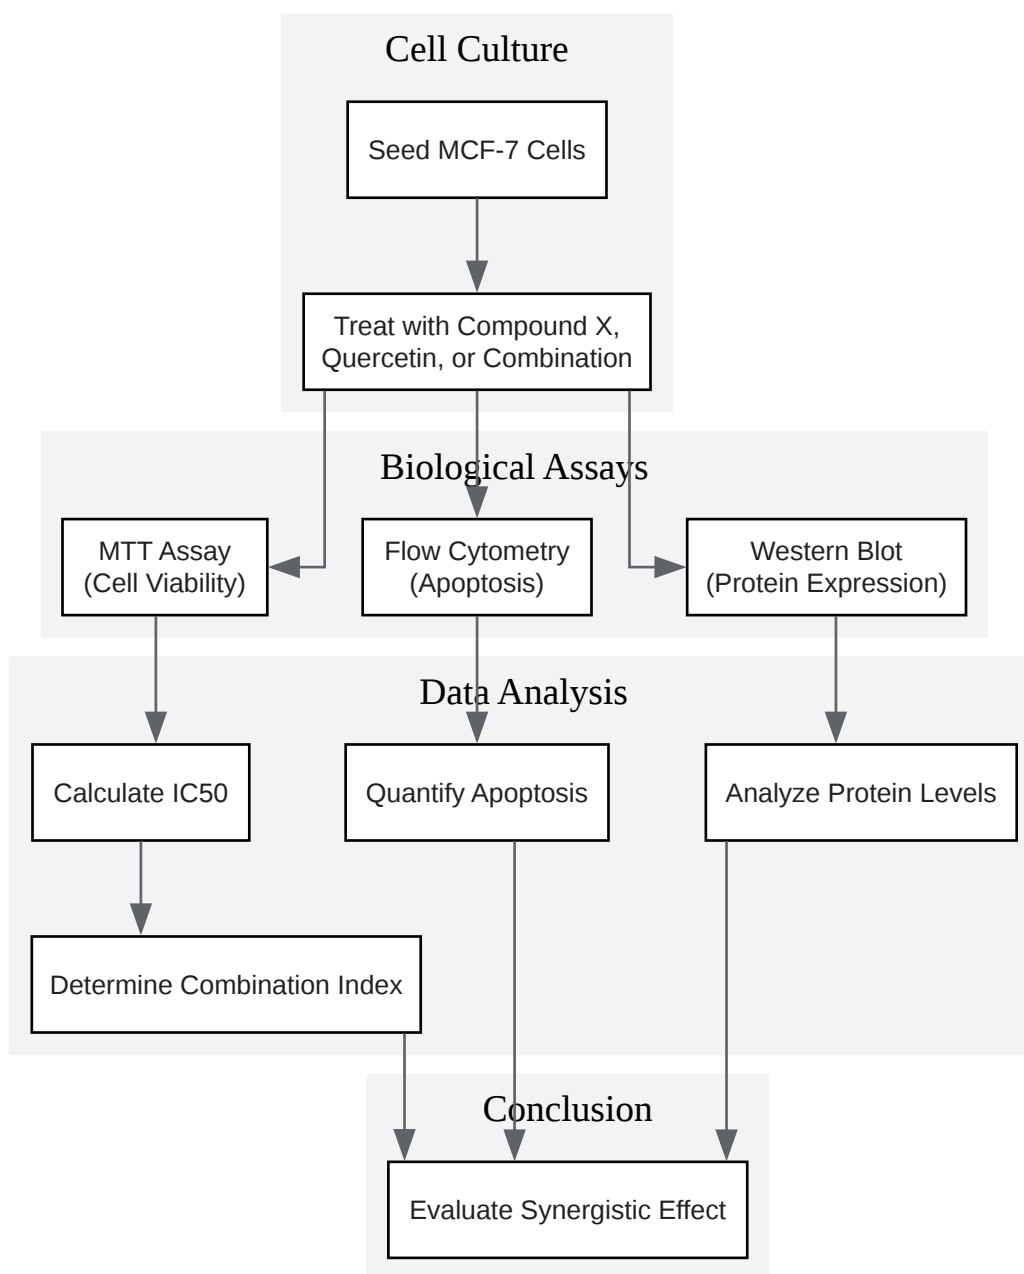 Cell Culture
Seed MCF-7 Cells
Treat with Compound X,
Quercetin, or Combination
Biological Assays
MTT Assay
(Cell Viability)
Flow Cytometry
(Apoptosis)
Western Blot
(Protein Expression)
Data Analysis
Calculate IC50
Quantify Apoptosis
Analyze Protein Levels
Determine Combination Index
Conclusion
Evaluate Synergistic Effect